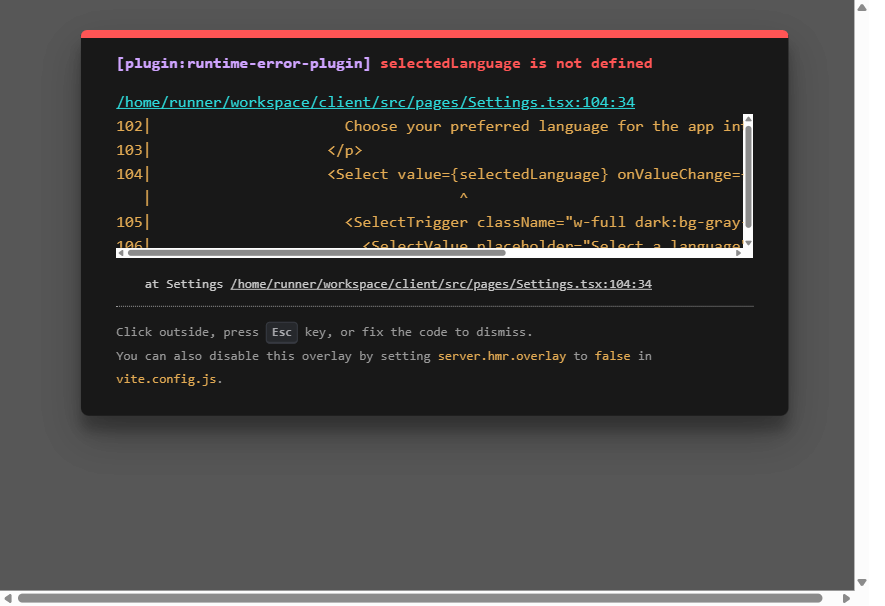 [plugin:runtime-error-plugin] selectedLanguage is not defined
/home/runner/workspace/client/src/pages/Settings.tsx:104:34
102|                      Choose your preferred language for the app
103|                    </p>
104|                    <Select value={selectedLanguage} onValueChange=
   |                                   ^
105|                      <SelectTrigger className="w-full dark:bg-gray
106|                        <SelectValue placeholder="Select a language
at Settings /home/runner/workspace/client/src/pages/Settings.tsx:104:34
Click outside, press Esc key, or fix the code to dismiss.
You can also disable this overlay by setting server.hmr.overlay to false in
vite.config.js.